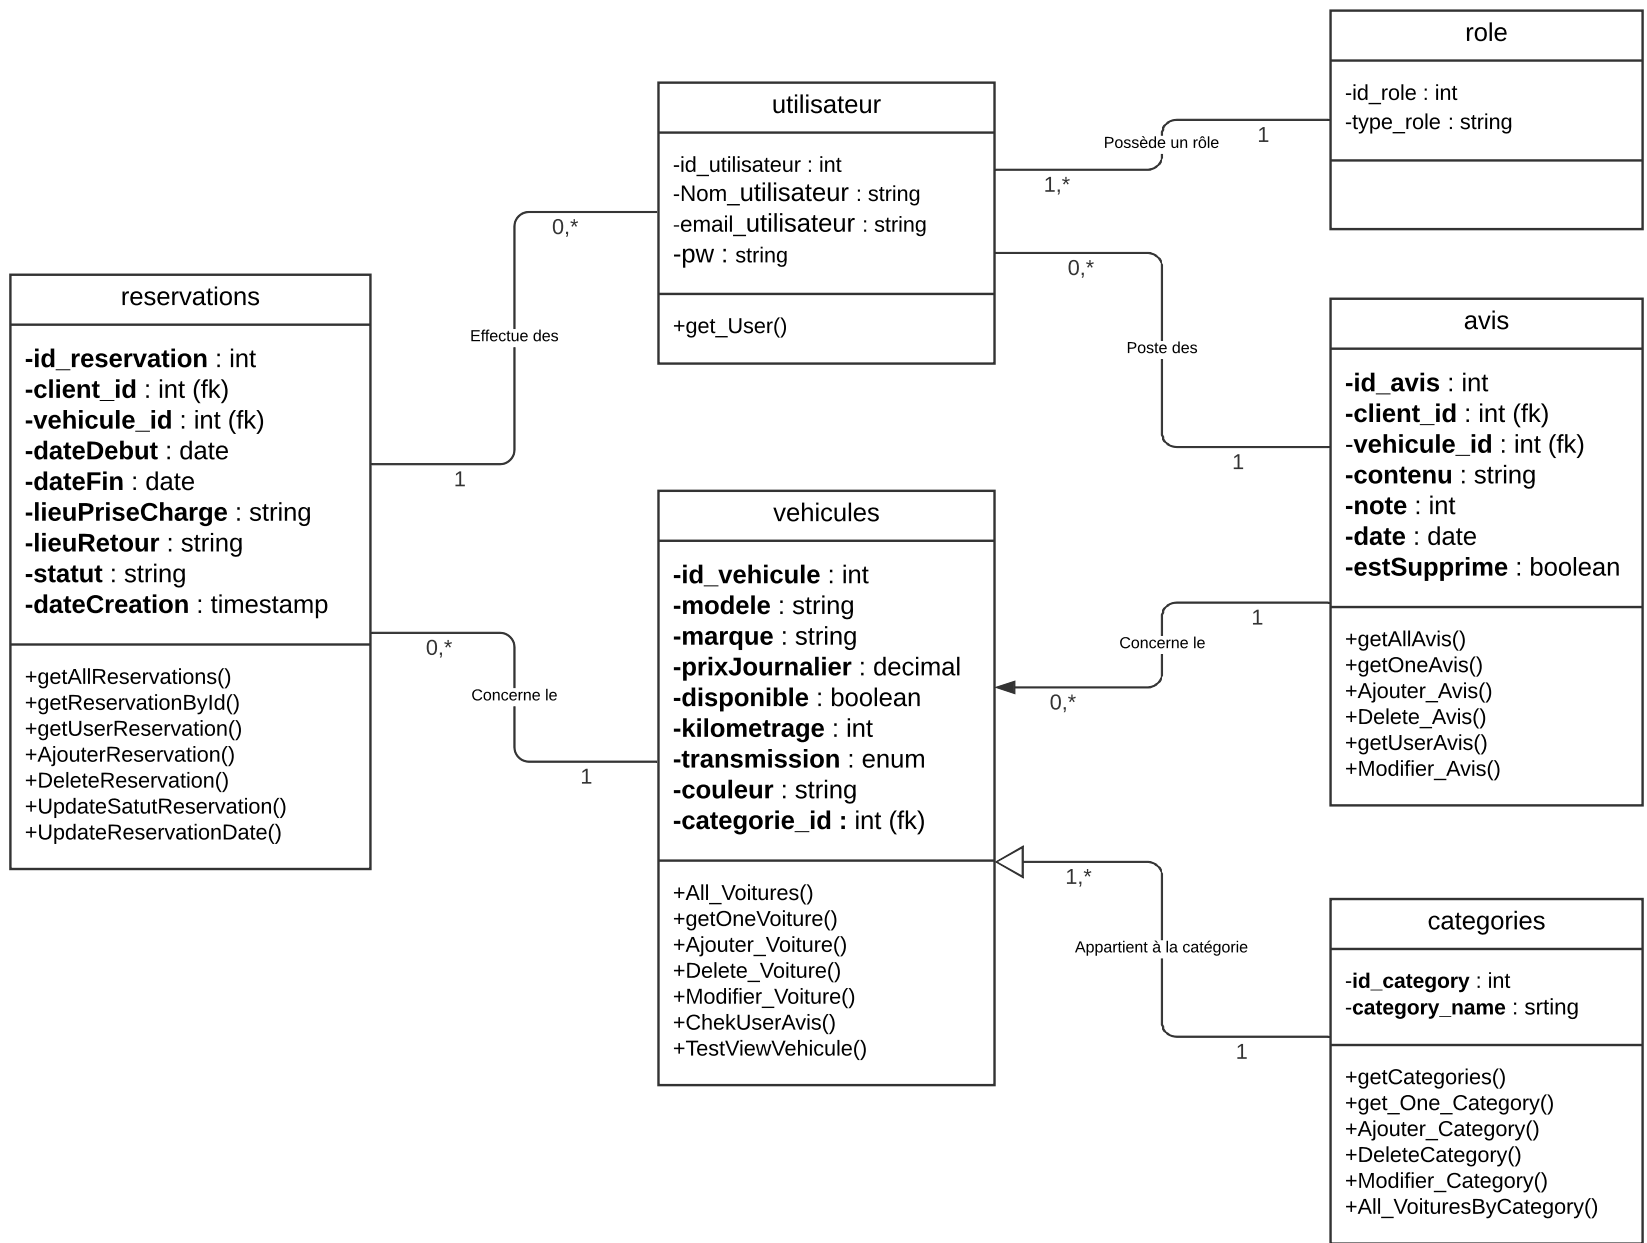 role
-id_role : int
-type_role : string
utilisateur
-id_utilisateur : int
-Nom_utilisateur : string
-email_utilisateur : string
-pw : string
+get_User()
Possède un rôle
1
1,*
0,*
0,*
Effectue des
1
Poste des
1
reservations
-id_reservation : int
-client_id : int (fk)
-vehicule_id : int (fk)
-dateDebut : date
-dateFin : date
-lieuPriseCharge : string
-lieuRetour : string
-statut : string
-dateCreation : timestamp
+getAllReservations()
+getReservationById()
+getUserReservation()
+AjouterReservation()
+DeleteReservation()
+UpdateSatutReservation()
+UpdateReservationDate()
avis
-id_avis : int
-client_id : int (fk)
-vehicule_id : int (fk)
-contenu : string
-note : int
-date : date
-estSupprime : boolean
+getAllAvis()
+getOneAvis()
+Ajouter_Avis()
+Delete_Avis()
+getUserAvis()
+Modifier_Avis()
vehicules
-id_vehicule : int
-modele : string
-marque : string
-prixJournalier : decimal
-disponible : boolean
-kilometrage : int
-transmission : enum
-couleur : string
-categorie_id : int (fk)
+All_Voitures()
+getOneVoiture()
+Ajouter_Voiture()
+Delete_Voiture()
+Modifier_Voiture()
+ChekUserAvis()
+TestViewVehicule()
0,*
Concerne le
1
1
Concerne le
0,*
1,*
Appartient à la catégorie
1
categories
-id_category : int
-category_name : srting
+getCategories()
+get_One_Category()
+Ajouter_Category()
+DeleteCategory()
+Modifier_Category()
+All_VoituresByCategory()